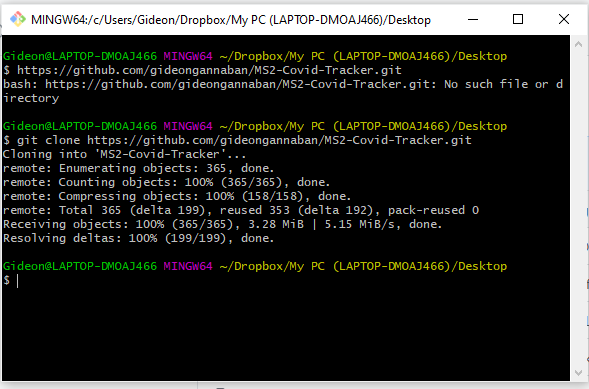 MINGW64:/c/Users/Gideon/Dropbox/My PC (LAPTOP-DMOAJ466)/Desktop
Gideon@LAPTOP-DMOAJ466 MINGW64 ~/Dropbox/My PC (LAPTOP-DMOAJ466)/Desktop
$ https://github.com/gideongannaban/MS2-Covid-Tracker.git
bash: https://github.com/gideongannaban/MS2-Covid-Tracker.git: No such file or d
irectory
Gideon@LAPTOP-DMOAJ466 MINGW64 ~/Dropbox/My PC (LAPTOP-DMOAJ466)/Desktop
$ git clone https://github.com/gideongannaban/MS2-Covid-Tracker.git
Cloning into 'MS2-Covid-Tracker'...
remote: Enumerating objects: 365, done.
remote: Counting objects: 100% (365/365), done.
remote: Compressing objects: 100% (158/158), done.
remote: Total 365 (delta 199), reused 353 (delta 192), pack-reused 0
Receiving objects: 100% (365/365), 3.28 MiB | 5.15 MiB/s, done.
Resolving deltas: 100% (199/199), done.
Gideon@LAPTOP-DMOAJ466 MINGW64 ~/Dropbox/My PC (LAPTOP-DMOAJ466)/Desktop
$